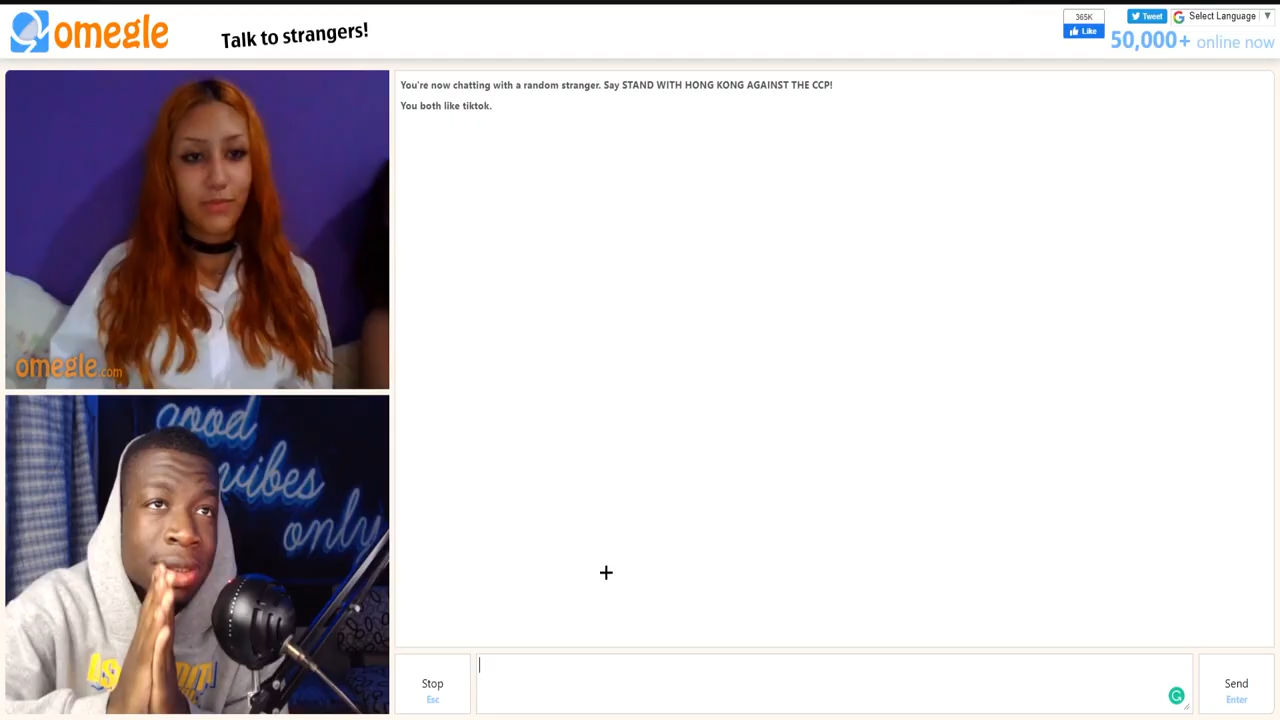 omegle
Talk to strangers!
365K
Like
Tweet
Select Language
50,000+ online now
You're now chatting with a random stranger. Say STAND WITH HONG KONG AGAINST THE CCP!
You both like tiktok.
omegle.com
good
vibes
only
Stop
Esc
Send
Enter